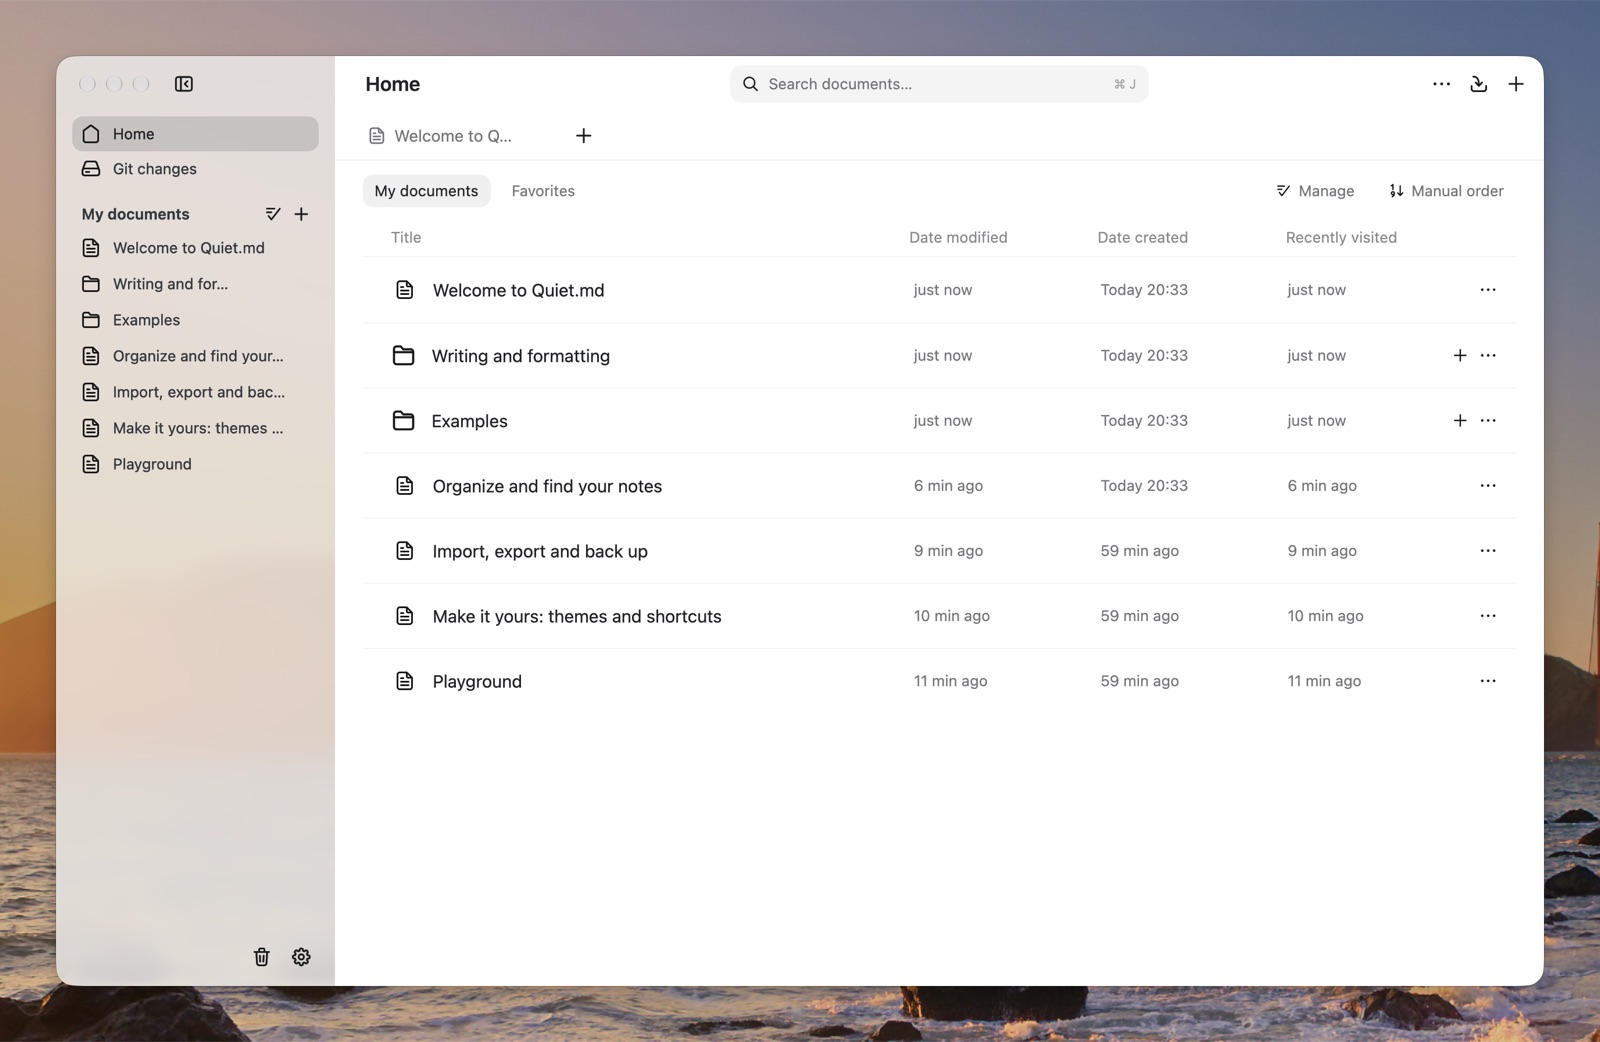 Home
Search documents...
⌘ J
Welcome to Q...
Home
Git changes
My documents
Welcome to Quiet.md
Writing and for...
Examples
Organize and find your...
Import, export and bac...
Make it yours: themes ...
Playground
My documents
Favorites
Manage
Manual order
Title Date modified Date created Recently visited
Welcome to Quiet.md just now Today 20:33 just now
Writing and formatting just now Today 20:33 just now
Examples just now Today 20:33 just now
Organize and find your notes 6 min ago Today 20:33 6 min ago
Import, export and back up 9 min ago 59 min ago 9 min ago
Make it yours: themes and shortcuts 10 min ago 59 min ago 10 min ago
Playground 11 min ago 59 min ago 11 min ago